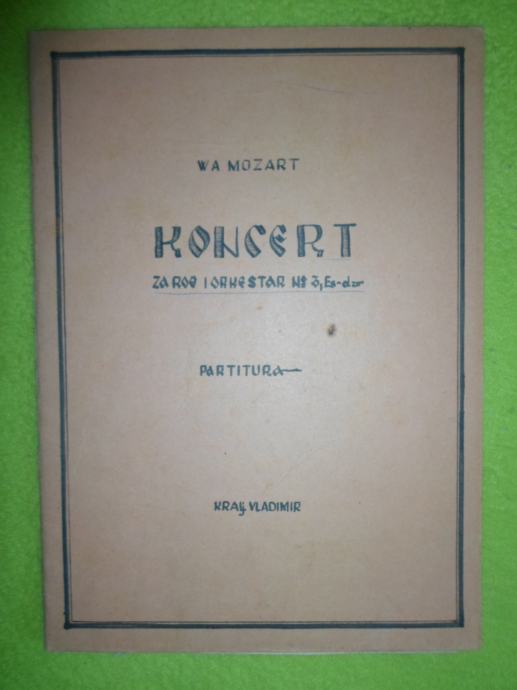 WA MOZART
KONCERT
ZA ROG I ORKESTAR No 3, Es-dur
PARTITURA
KRALJ VLADIMIR